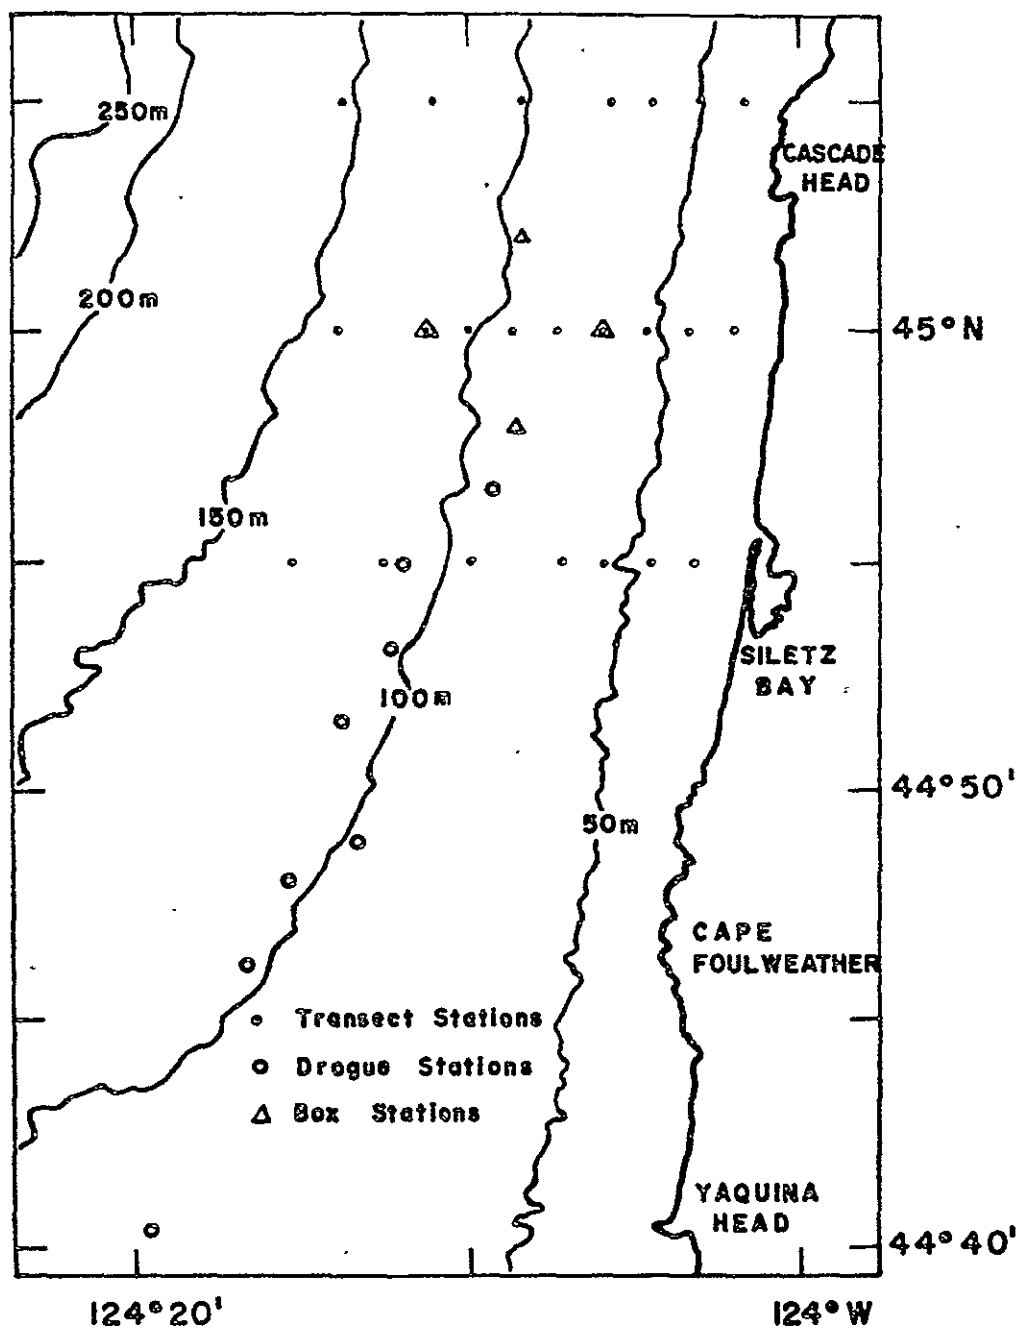 250m
CASCADE
HEAD
200m
45°N
150m
SILETZ
BAY
100m
44°50'
50m
CAPE
FOULWEATHER
Transect Stations
Drogue Stations
Box Stations
YAQUINA
HEAD
44°40'
124°20'
124°W